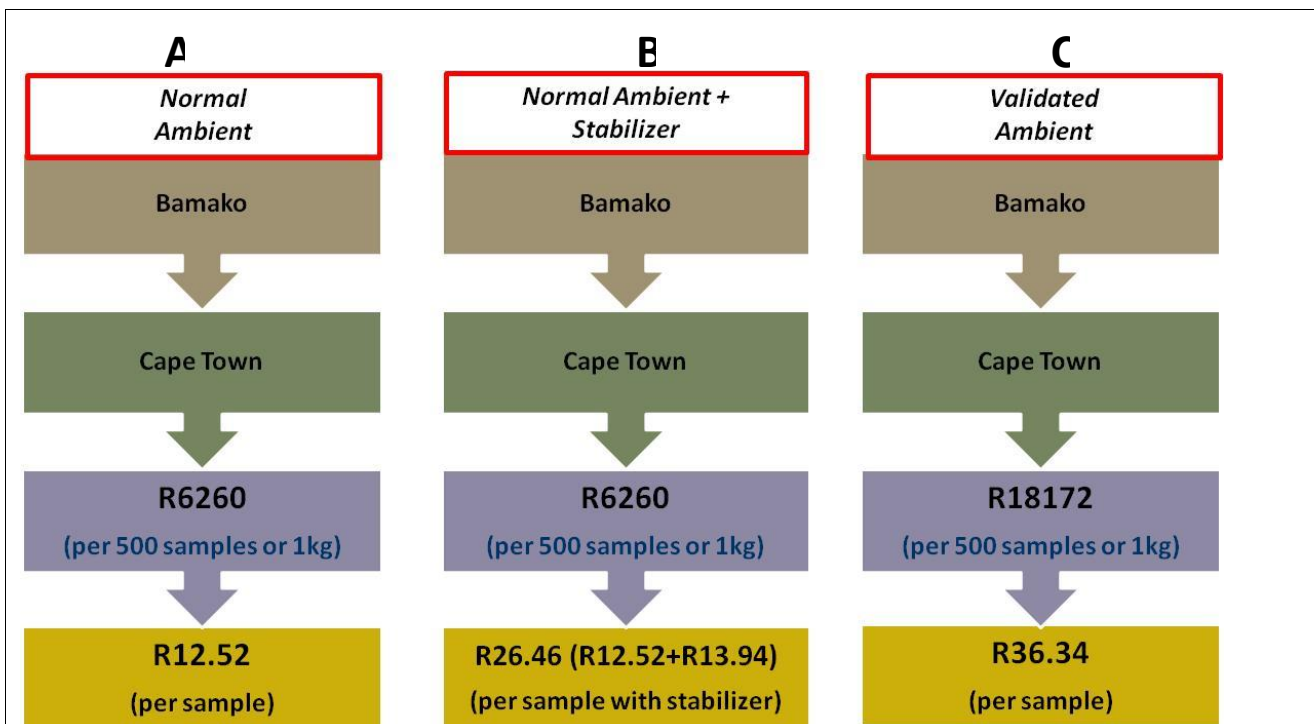 A
Normal
Ambient
Bamako
Cape Town
R6260
(per 500 samples or 1kg)
R12.52
(per sample)
B
Normal Ambient +
Stabilizer
Bamako
Cape Town
R6260
(per 500 samples or 1kg)
R26.46 (R12.52+R13.94)
(per sample with stabilizer)
C
Validated
Ambient
Bamako
Cape Town
R18172
(per 500 samples or 1kg)
R36.34
(per sample)